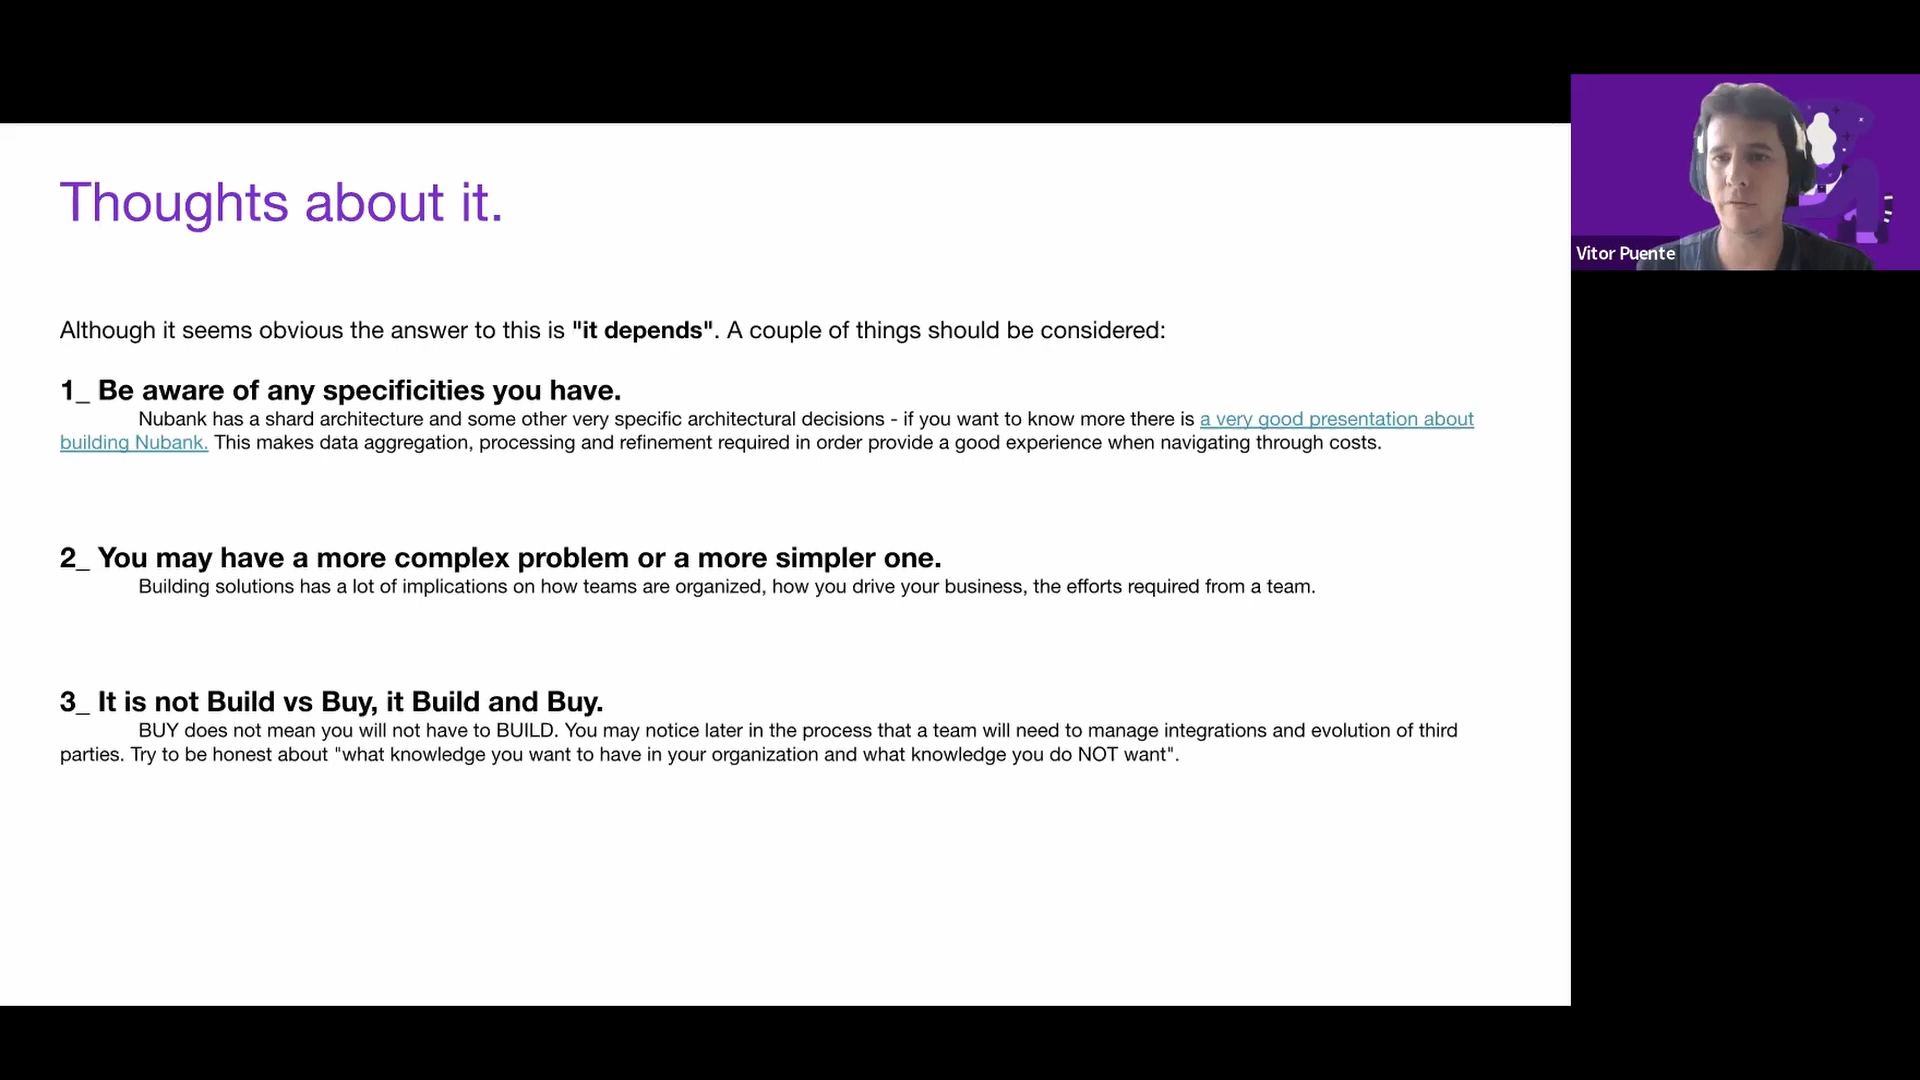 Thoughts about it.
Vitor Puente
Although it seems obvious the answer to this is "it depends". A couple of things should be considered:
1_ Be aware of any specificities you have.
Nubank has a shard architecture and some other very specific architectural decisions - if you want to know more there is a very good presentation about
building Nubank. This makes data aggregation, processing and refinement required in order provide a good experience when navigating through costs.
2_ You may have a more complex problem or a more simpler one.
Building solutions has a lot of implications on how teams are organized, how you drive your business, the efforts required from a team.
3_ It is not Build vs Buy, it Build and Buy.
BUY does not mean you will not have to BUILD. You may notice later in the process that a team will need to manage integrations and evolution of third
parties. Try to be honest about "what knowledge you want to have in your organization and what knowledge you do NOT want".